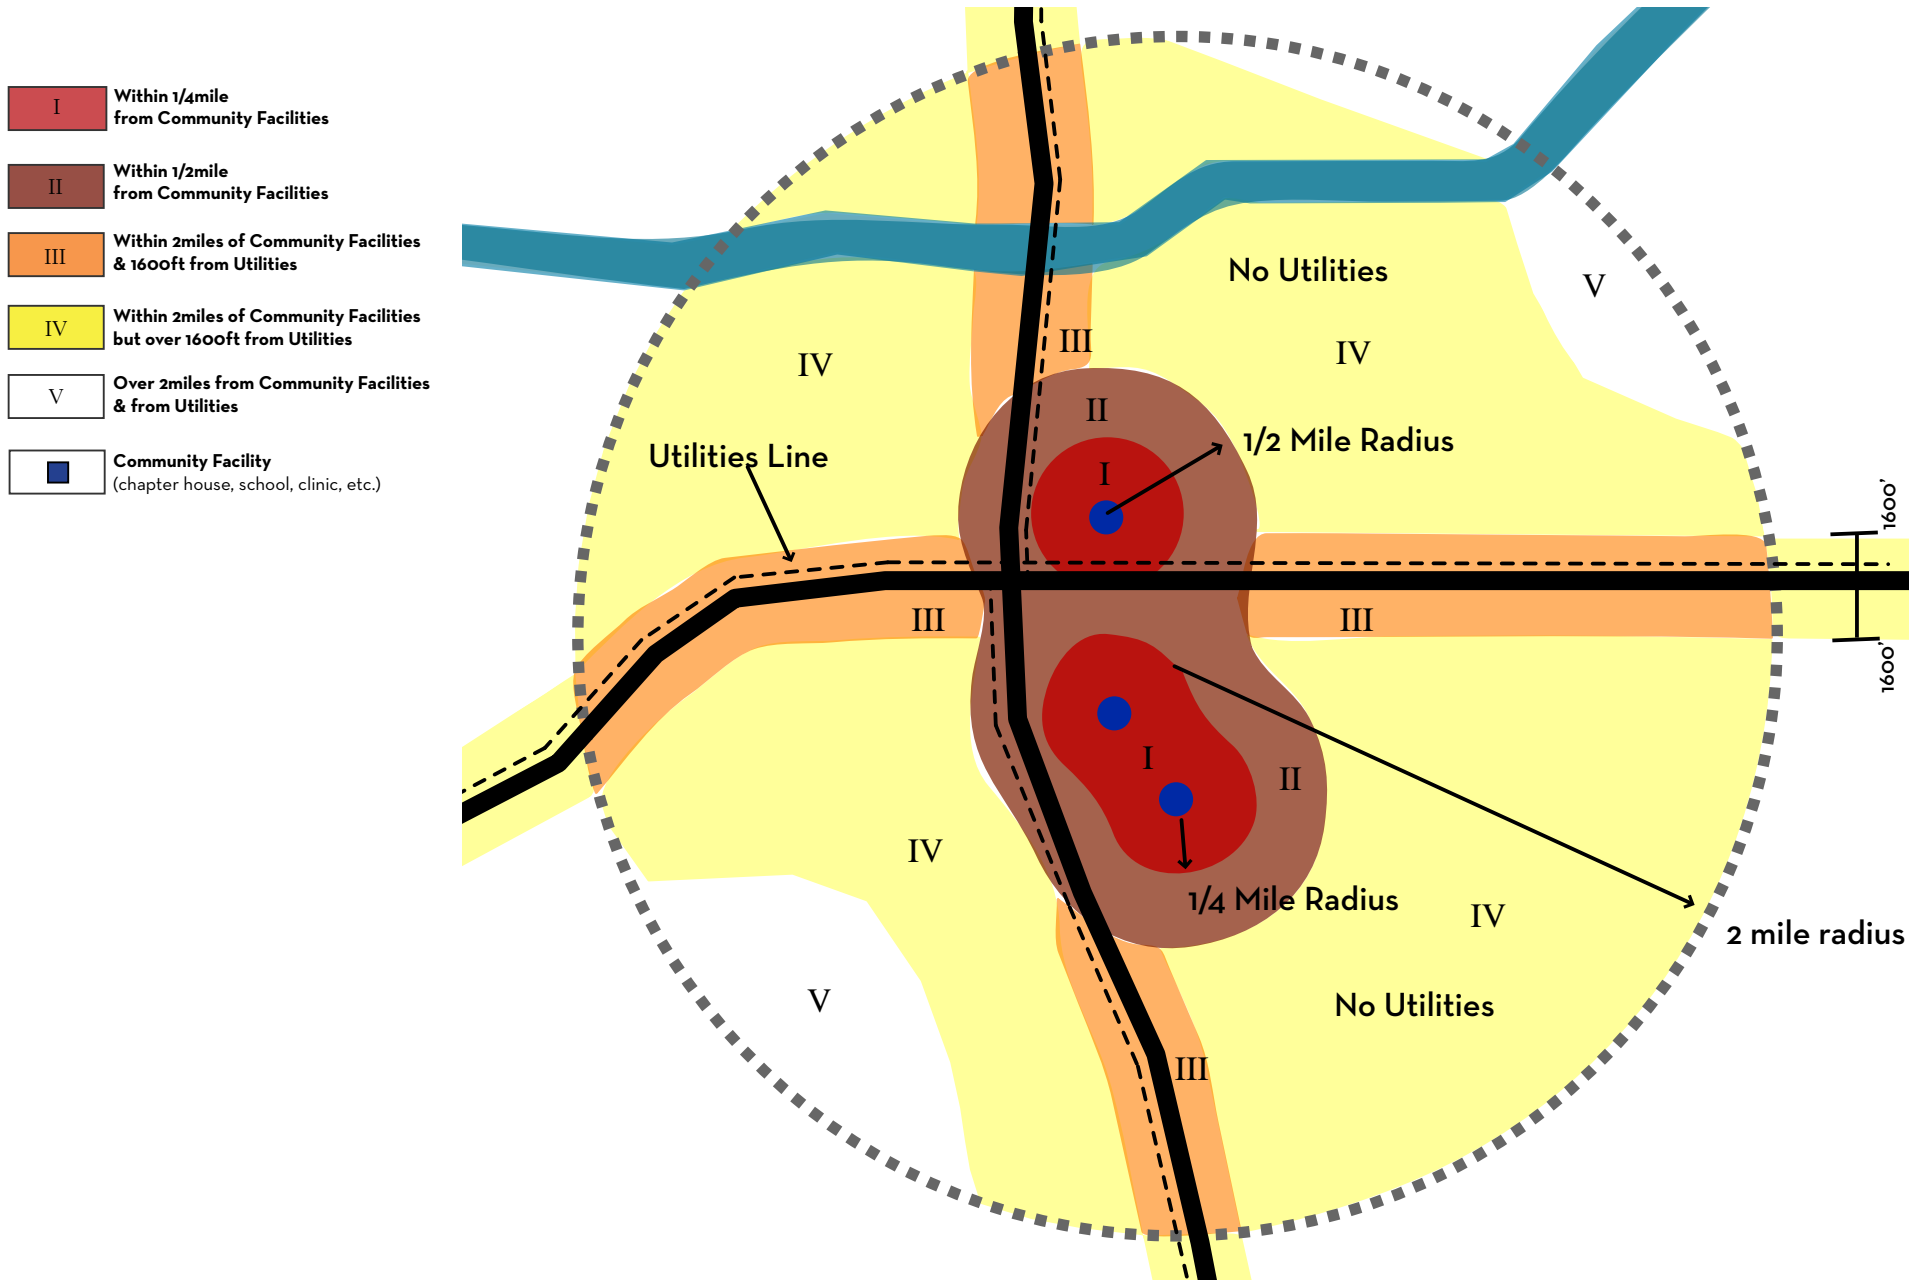 I
Within 1/4mile
from Community Facilities
II
Within 1/2mile
from Community Facilities
III
Within 2miles of Community Facilities
& 1600ft from Utilities
IV
Within 2miles of Community Facilities
but over 1600ft from Utilities
V
Over 2miles from Community Facilities
& from Utilities
Community Facility
(chapter house, school, clinic, etc.)
No Utilities
V
III
IV
IV
II
1/2 Mile Radius
Utilities Line
I
1600'
III
III
1600'
I
II
IV
1/4 Mile Radius
IV
2 mile radius
V
No Utilities
III